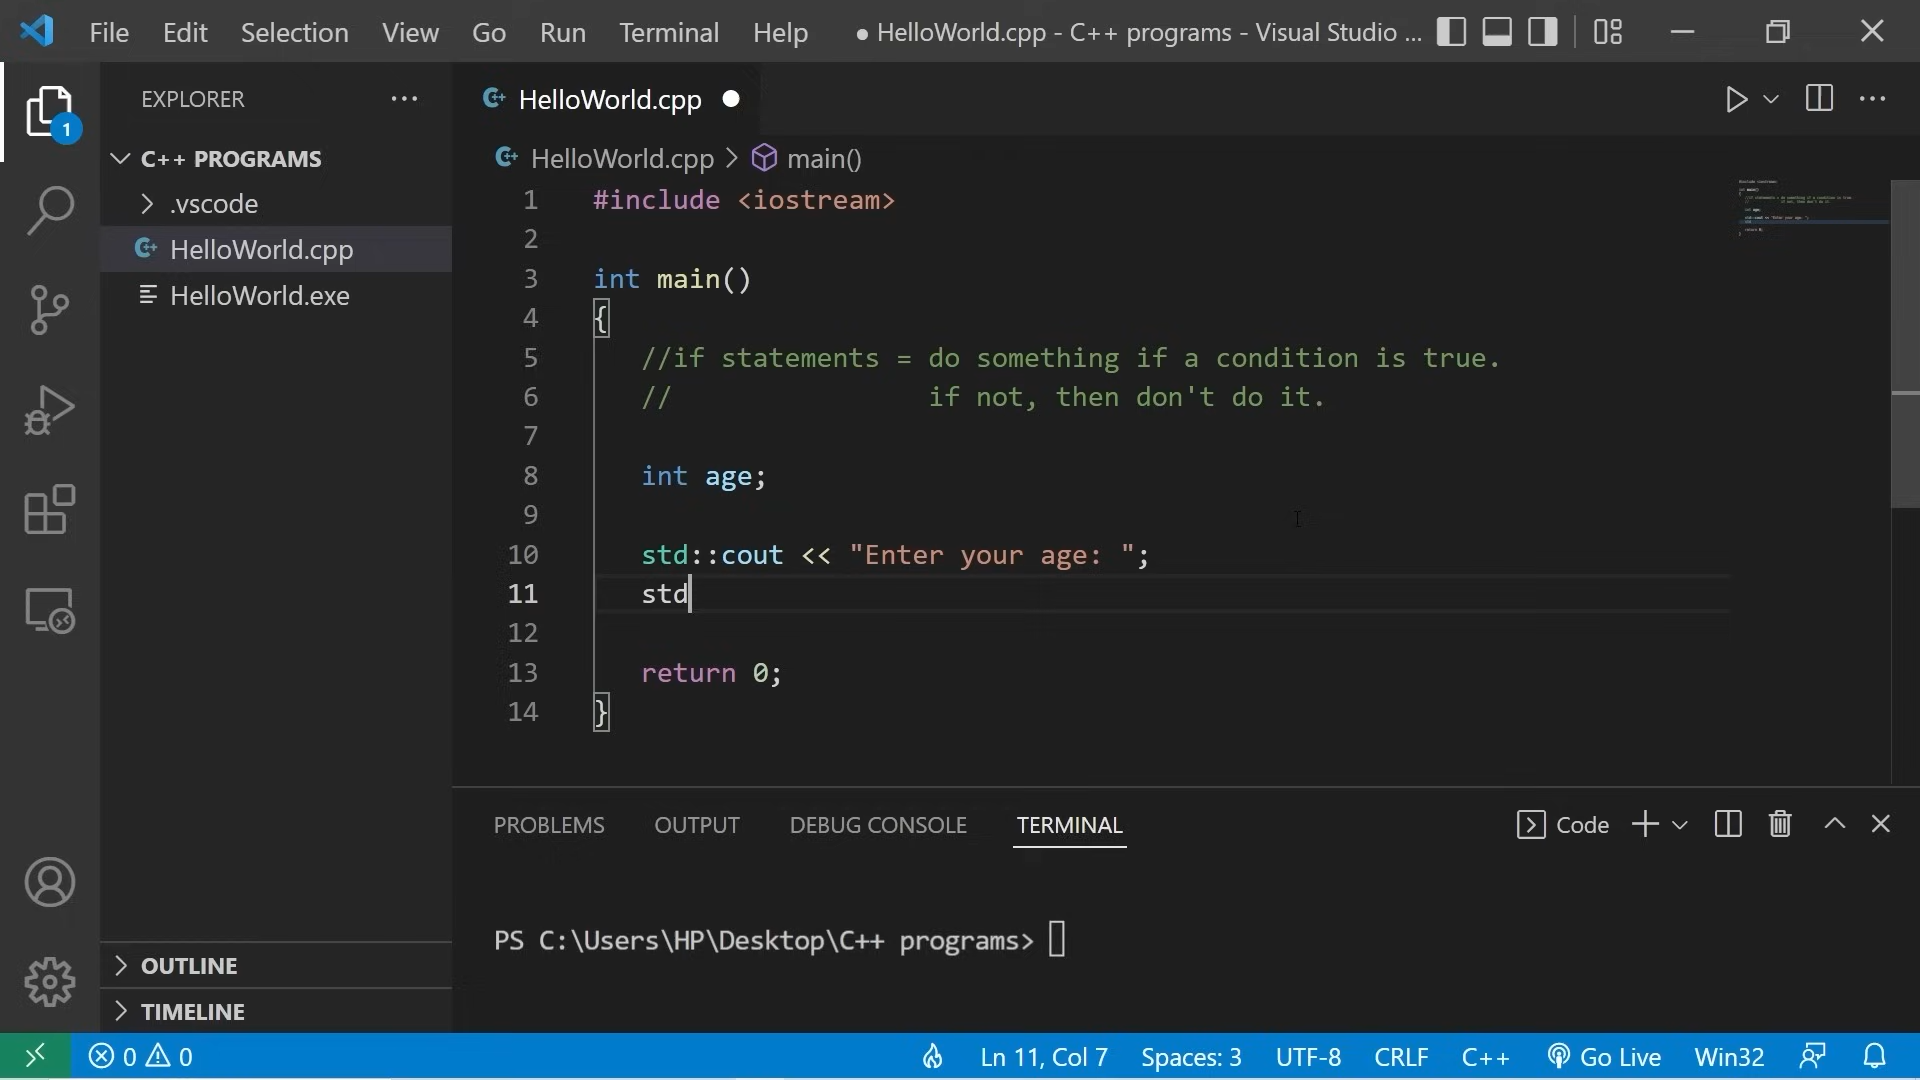 File Edit Selection View Go Run Terminal Help ● HelloWorld.cpp - C++ programs - Visual Studio ...
EXPLORER
1
C++ PROGRAMS
.vscode
HelloWorld.cpp
HelloWorld.exe
OUTLINE
TIMELINE
HelloWorld.cpp
HelloWorld.cpp > main()
1 #include <iostream>
2
3 int main()
4 {
5 //if statements = do something if a condition is true.
6 // if not, then don't do it.
7
8 int age;
9
10 std::cout << "Enter your age: ";
11 std
12
13 return 0;
14 }
PROBLEMS OUTPUT DEBUG CONSOLE TERMINAL Code
PS C:\Users\HP\Desktop\C++ programs>
0 0 Ln 11, Col 7 Spaces: 3 UTF-8 CRLF C++ Go Live Win32